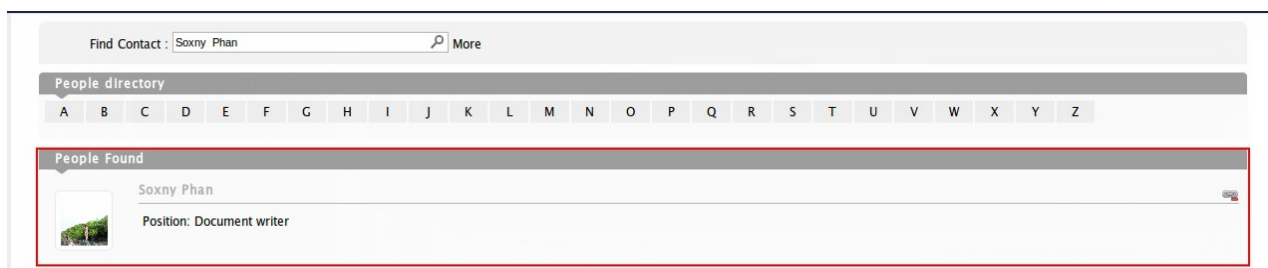 Find Contact : Soxny Phan More
People directory
A B C D E F G H I J K L M N O P Q R S T U V W X Y Z
People Found
Soxny Phan
Position: Document writer